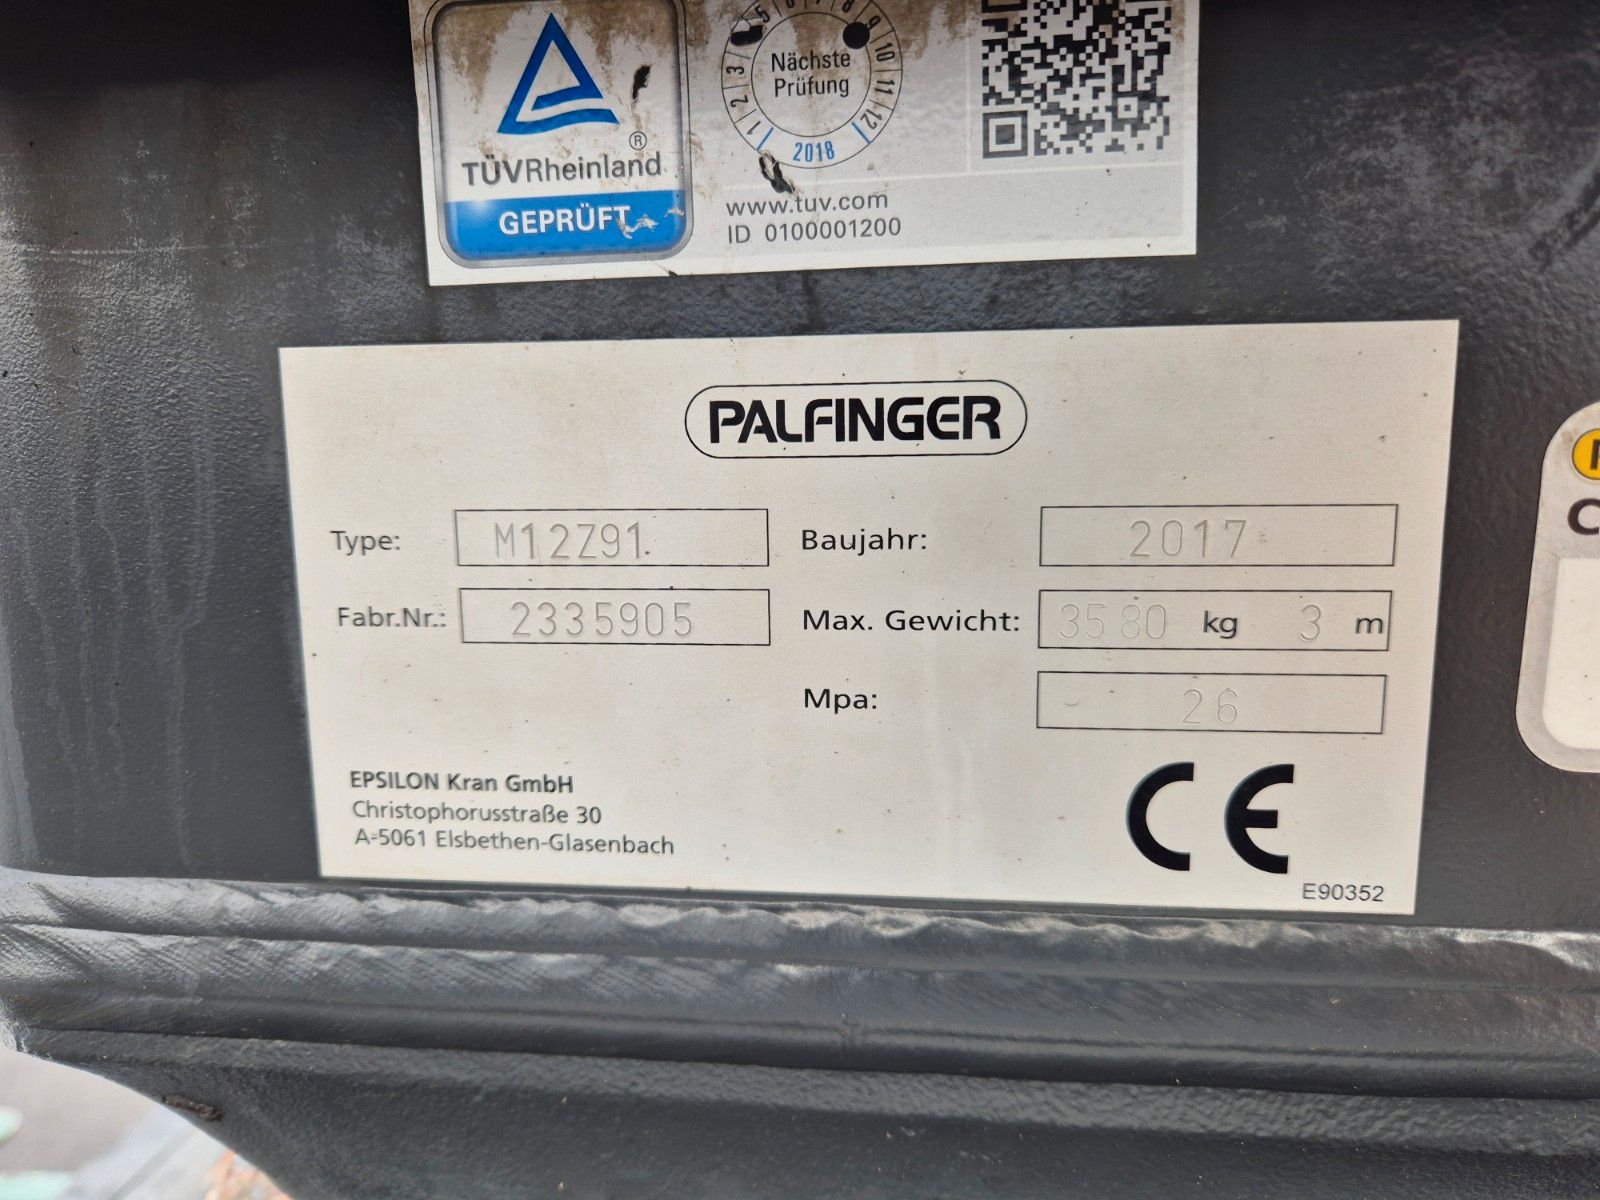 TÜVRheinland ®
GEPRÜFT
1 2 3 5 6 7 8 9 10 11 12
Nächste
Prüfung
2018
www.tuv.com
ID 0100001200
PALFINGER
Type: M12Z91 Baujahr: 2017
Fabr.Nr.: 2335905 Max. Gewicht: 3580 kg 3 m
Mpa: 26
EPSILON Kran GmbH
Christophorusstraße 30
A-5061 Elsbethen-Glasenbach
CE
E90352